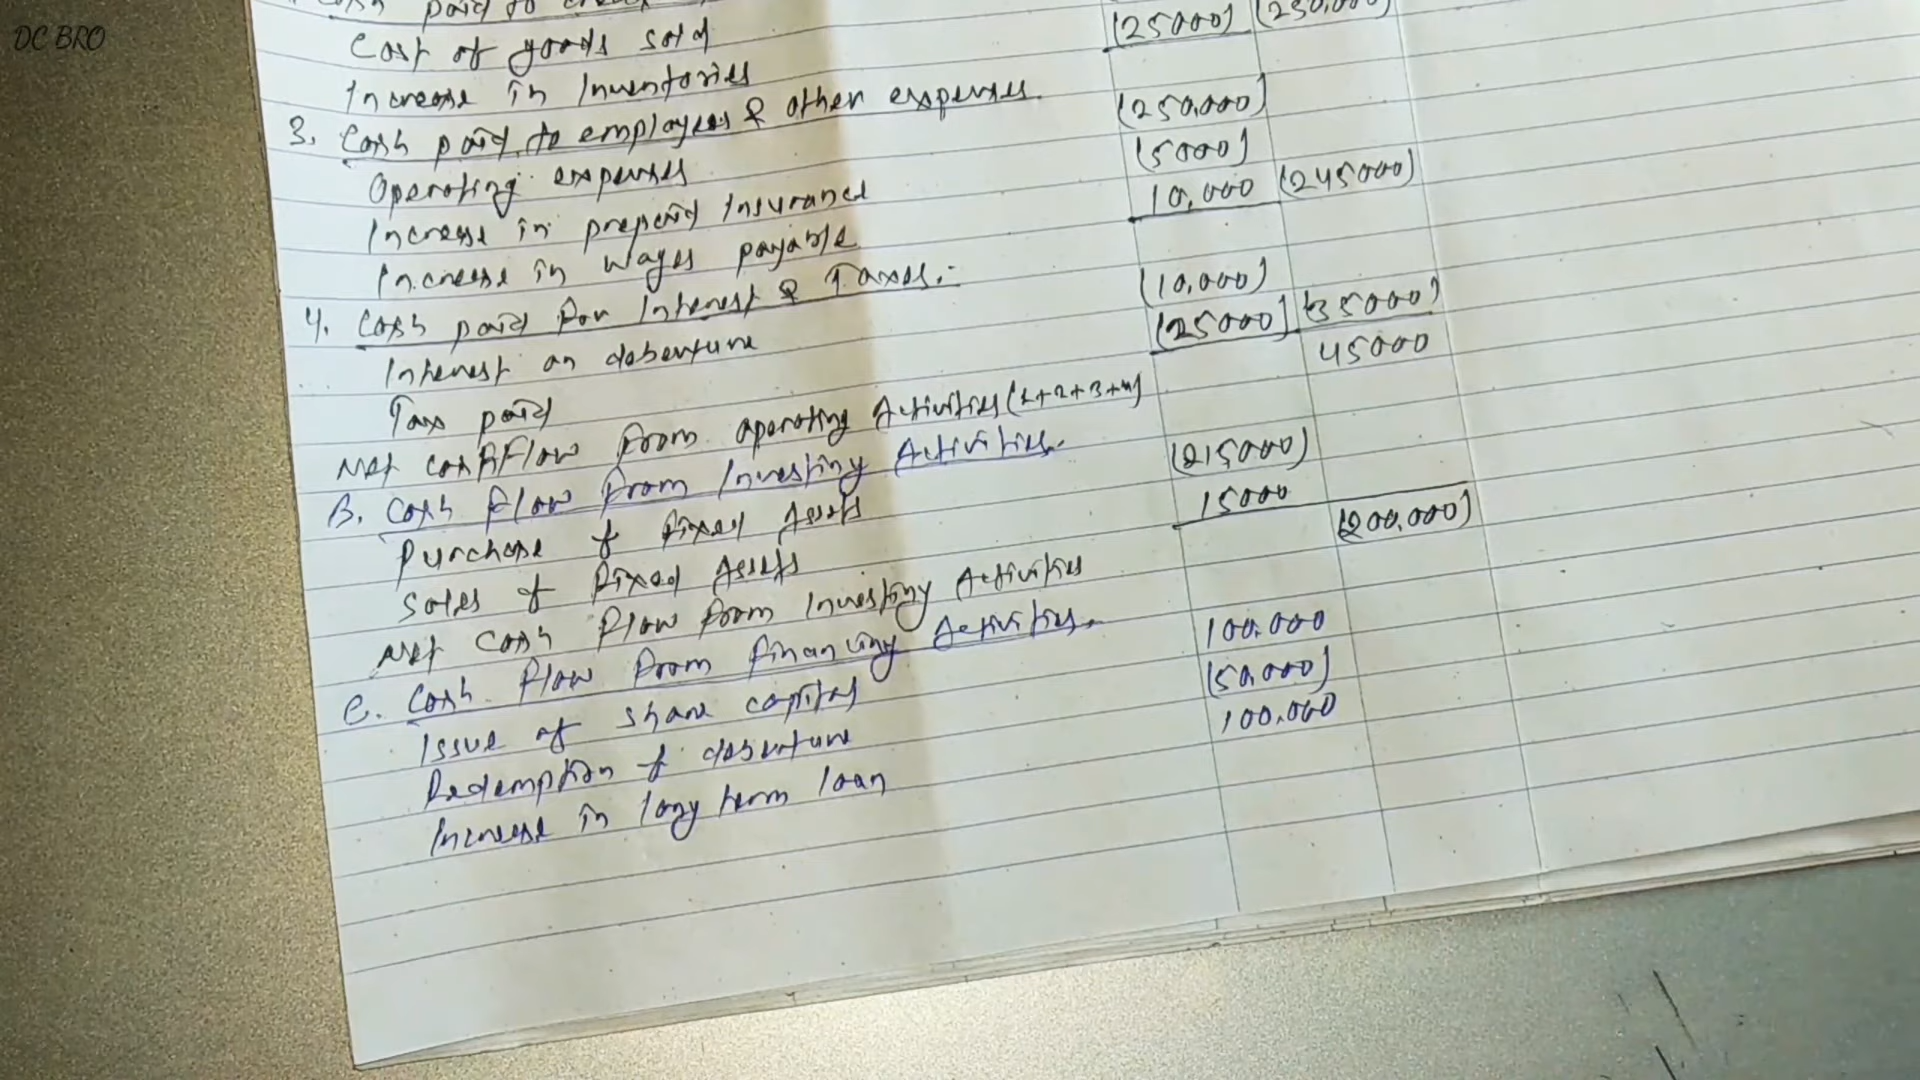 DC BRO
paid to
Cost of goods sold (25000) (250,000)
Increase in Inventories
3. Cash paid to employees & other expenses.
Operating expenses (250,000)
Increase in prepaid Insurance (5000)
Increase in wages payable 10,000 (245000)
4. Cash paid for Interest & Taxes:-
Interest on debenture (10,000)
Tax paid (25000) (35000)
Net cashflow from operating Activities (1+2+3+4) 45000
B. Cash flow from Investing Activities.
Purchase of fixed Assets (215000)
Sales of fixed Assets 15000
Net cash flow from Investing Activities (200,000)
C. Cash flow from financing Activities.
Issue of share capital 100,000
Redemption of debenture (50,000)
Increase in long term loan 100,000